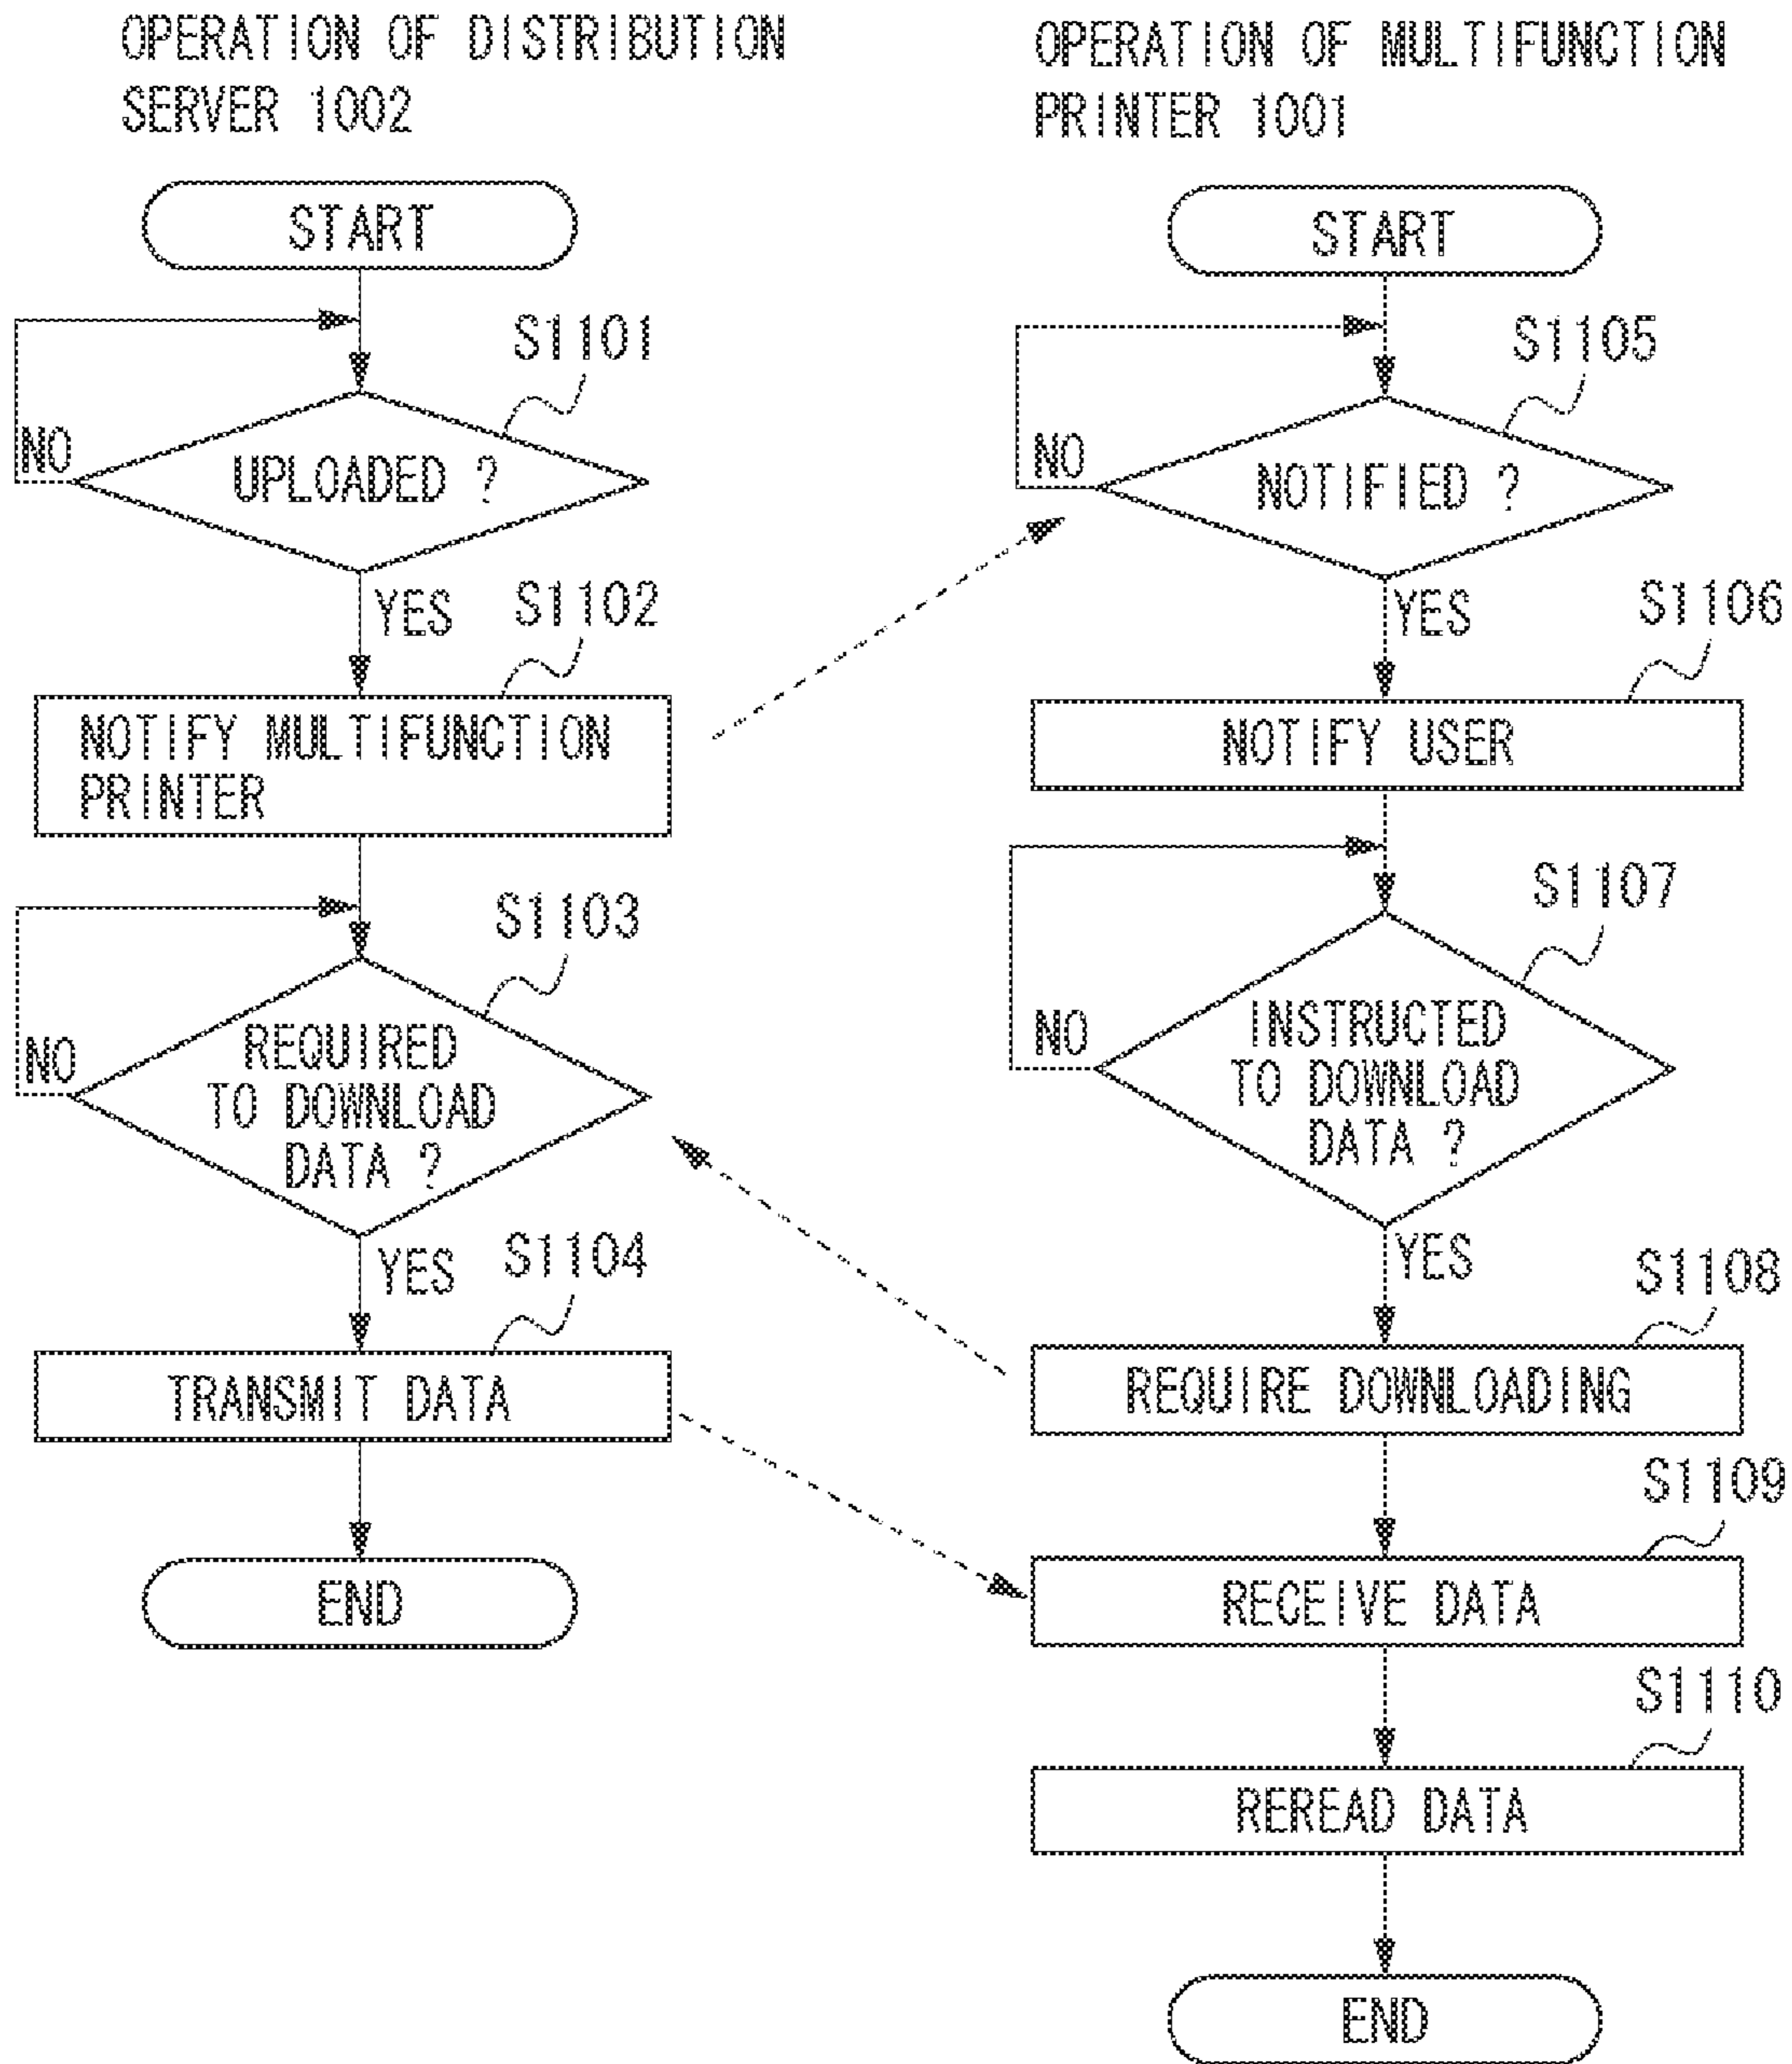 OPERATION OF DISTRIBUTION
SERVER 1002
START
S1101
NO
UPLOADED ?
YES
S1102
NOTIFY MULTIFUNCTION
PRINTER
S1103
NO
REQUIRED
TO DOWNLOAD
DATA ?
YES
S1104
TRANSMIT DATA
END
OPERATION OF MULTIFUNCTION
PRINTER 1001
START
S1105
NO
NOTIFIED ?
YES
S1106
NOTIFY USER
S1107
NO
INSTRUCTED
TO DOWNLOAD
DATA ?
YES
S1108
REQUIRE DOWNLOADING
S1109
RECEIVE DATA
S1110
REREAD DATA
END